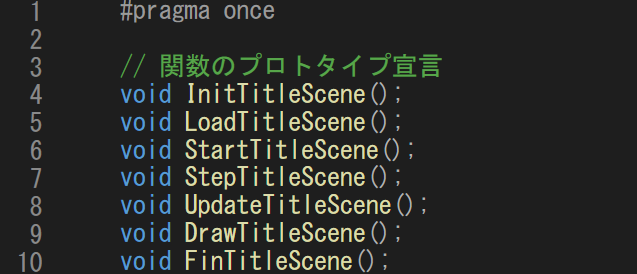 1 #pragma once
2
3 // 関数のプロトタイプ宣言
4 void InitTitleScene();
5 void LoadTitleScene();
6 void StartTitleScene();
7 void StepTitleScene();
8 void UpdateTitleScene();
9 void DrawTitleScene();
10 void FinTitleScene();